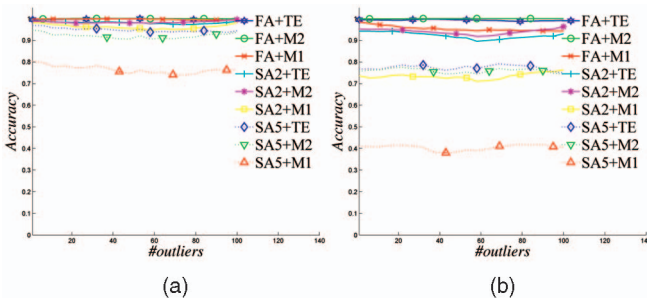 Accuracy
1
0.9
0.8
0.7
0.6
0.5
0.4
0.3
0.2
0.1
0
20
40
60
80
100
120
140
#outliers
FA+TE
FA+M2
FA+M1
SA2+TE
SA2+M2
SA2+M1
SA5+TE
SA5+M2
SA5+M1
(a)
Accuracy
1
0.9
0.8
0.7
0.6
0.5
0.4
0.3
0.2
0.1
0
20
40
60
80
100
120
140
#outliers
FA+TE
FA+M2
FA+M1
SA2+TE
SA2+M2
SA2+M1
SA5+TE
SA5+M2
SA5+M1
(b)